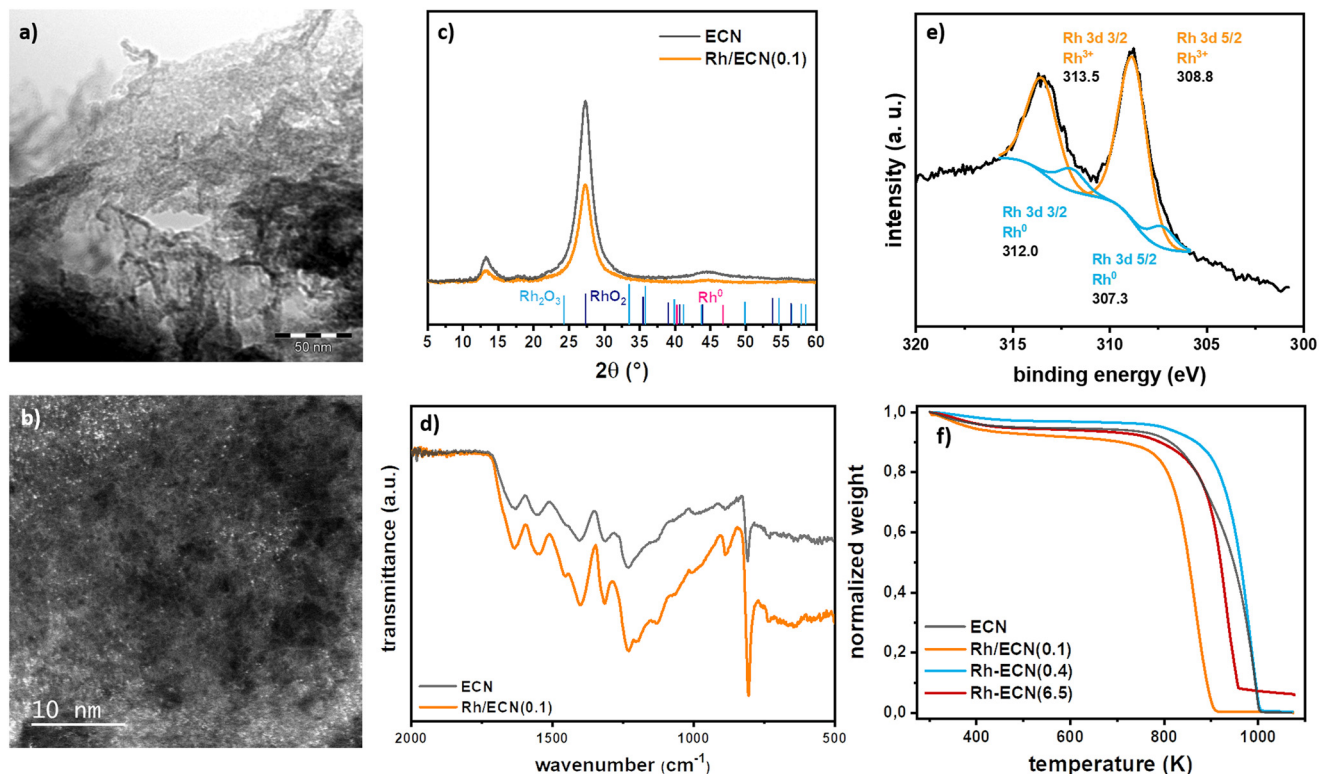 a)
50 nm
b)
10 nm
c)
ECN
Rh/ECN(0.1)
Rh₂O₃
RhO₂
Rh⁰
5 10 15 20 25 30 35 40 45 50 55 60
2θ (°)
d)
transmittance (a.u.)
ECN
Rh/ECN(0.1)
2000 1500 1000 500
wavenumber (cm⁻¹)
e)
intensity (a. u.)
Rh 3d 3/2
Rh³⁺
313.5
Rh 3d 5/2
Rh³⁺
308.8
Rh 3d 3/2
Rh⁰
312.0
Rh 3d 5/2
Rh⁰
307.3
320 315 310 305 300
binding energy (eV)
f)
normalized weight
1,0
0,8
0,6
0,4
0,2
0,0
ECN
Rh/ECN(0.1)
Rh-ECN(0.4)
Rh-ECN(6.5)
400 600 800 1000
temperature (K)